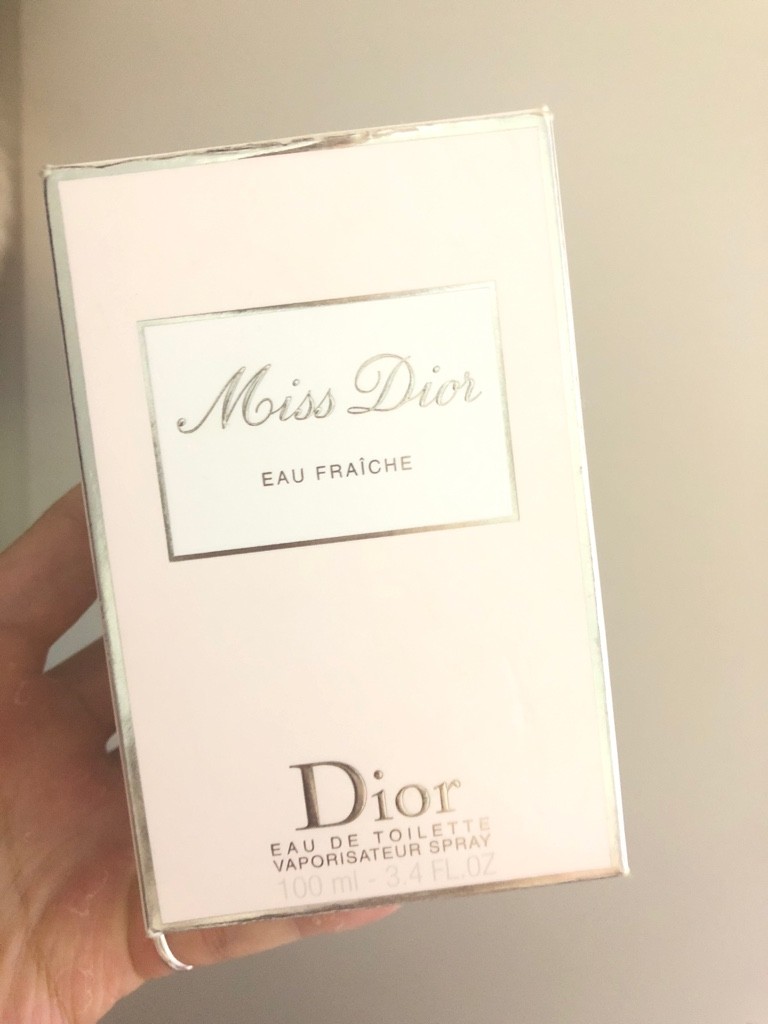 Miss Dior
EAU FRAÎCHE
Dior
EAU DE TOILETTE
VAPORISATEUR SPRAY
100 ml - 3.4 FL.OZ